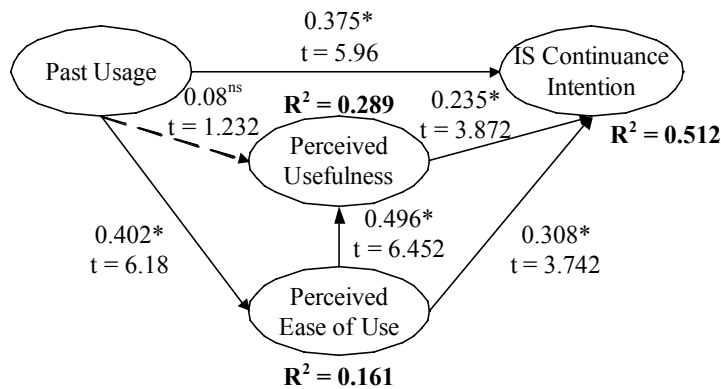 0.375*
t = 5.96
Past Usage
IS Continuance
Intention
0.08ns
t = 1.232
R² = 0.289
0.235*
t = 3.872
R² = 0.512
Perceived
Usefulness
0.402*
t = 6.18
0.496*
t = 6.452
0.308*
t = 3.742
Perceived
Ease of Use
R² = 0.161